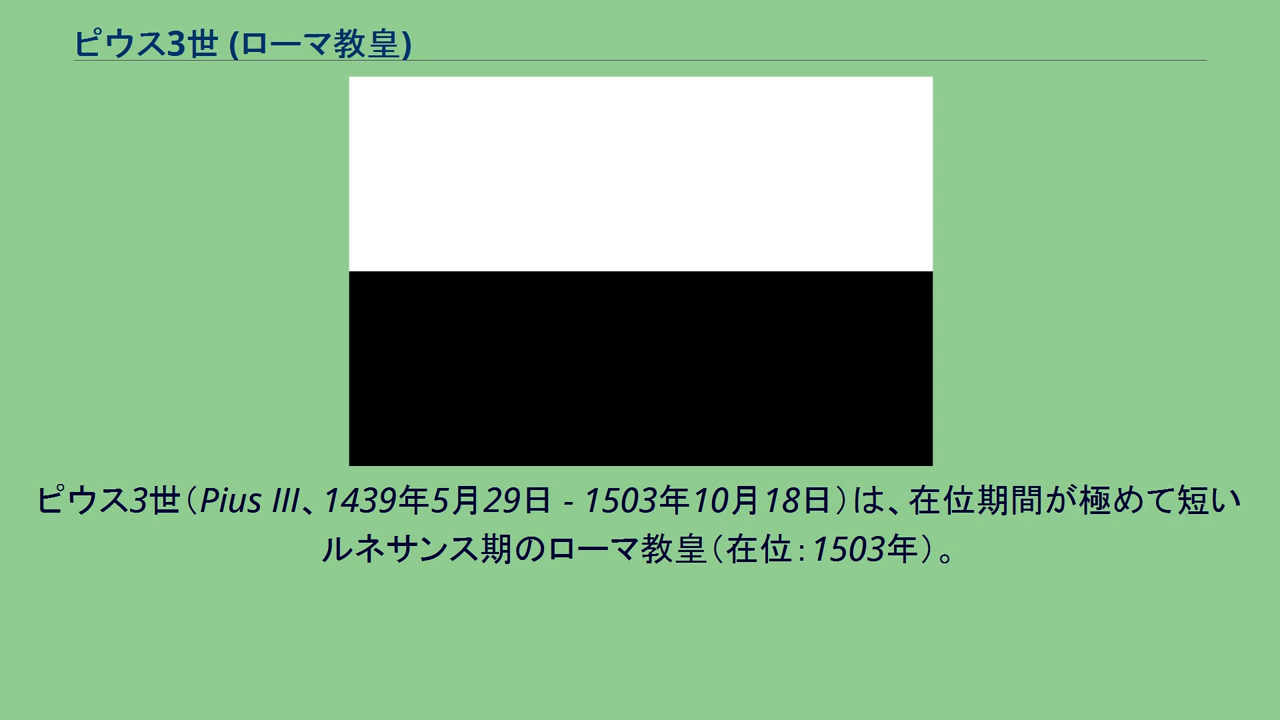 ピウス3世 (ローマ教皇)
ピウス3世（Pius III、1439年5月29日 - 1503年10月18日）は、在位期間が極めて短い
ルネサンス期のローマ教皇（在位：1503年）。